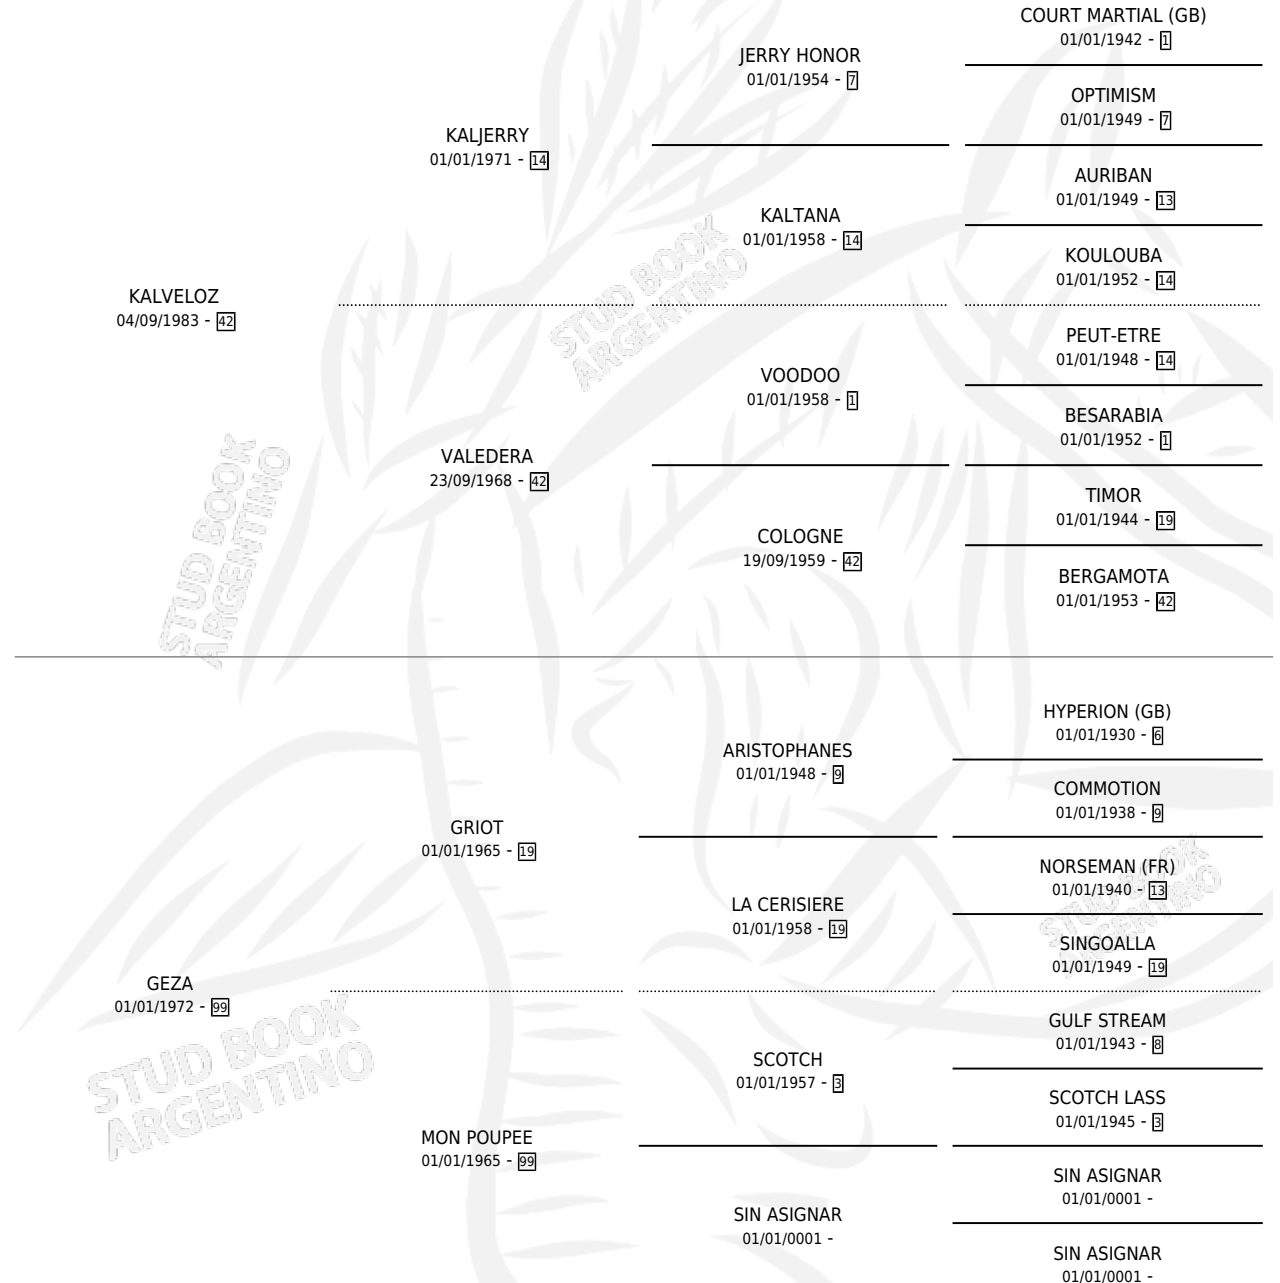 COURT MARTIAL (GB)
01/01/1942 - 1
JERRY HONOR
01/01/1954 - 7
OPTIMISM
01/01/1949 - 7
KALJERRY
01/01/1971 - 14
AURIBAN
01/01/1949 - 13
KALTANA
01/01/1958 - 14
KOULOUBA
01/01/1952 - 14
KALVELOZ
04/09/1983 - 42
PEUT-ETRE
01/01/1948 - 14
VOODOO
01/01/1958 - 1
BESARABIA
01/01/1952 - 1
VALEDERA
23/09/1968 - 42
TIMOR
01/01/1944 - 19
COLOGNE
19/09/1959 - 42
BERGAMOTA
01/01/1953 - 42
HYPERION (GB)
01/01/1930 - 6
ARISTOPHANES
01/01/1948 - 9
COMMOTION
01/01/1938 - 9
GRIOT
01/01/1965 - 19
NORSEMAN (FR)
01/01/1940 - 13
LA CERISIERE
01/01/1958 - 19
SINGOALLA
01/01/1949 - 19
GEZA
01/01/1972 - 99
GULF STREAM
01/01/1943 - 8
SCOTCH
01/01/1957 - 3
SCOTCH LASS
01/01/1945 - 3
MON POUPEE
01/01/1965 - 99
SIN ASIGNAR
01/01/0001 -
SIN ASIGNAR
01/01/0001 -
SIN ASIGNAR
01/01/0001 -
STUD BOOK
ARGENTINO
STUD BOOK
ARGENTINO
STUD BOOK
ARGENTINO
STUD BOOK
ARGENTINO